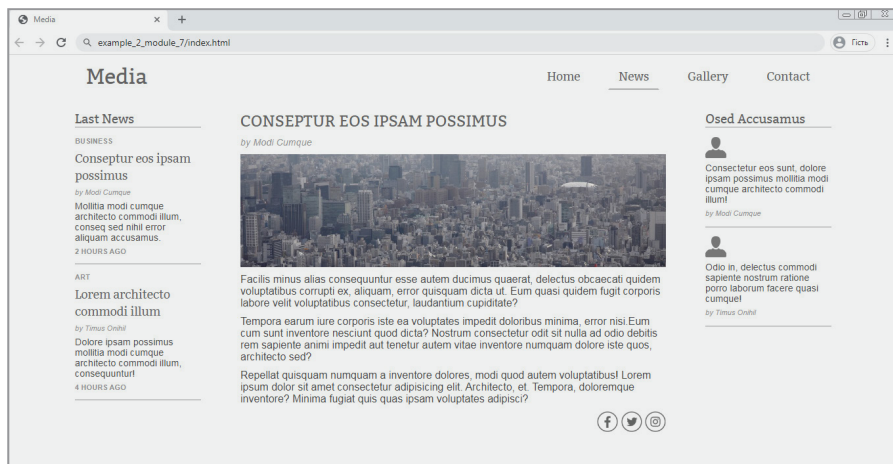 Media
example_2_module_7/index.html
Гість
Media
Home News Gallery Contact
Last News
BUSINESS
Conseptur eos ipsam
possimus
by Modi Cumque
Mollitia modi cumque
architecto commodi illum,
conseq sed nihil error
aliquam accusamus.
2 HOURS AGO
ART
Lorem architecto
commodi illum
by Timus Onihil
Dolore ipsam possimus
mollitia modi cumque
architecto commodi illum,
consequuntur!
4 HOURS AGO
CONSEPTUR EOS IPSAM POSSIMUS
by Modi Cumque
Facilis minus alias consequuntur esse autem ducimus quaerat, delectus obcaecati quidem
voluptatibus corrupti ex, aliquam, error quisquam dicta ut. Eum quasi quidem fugit corporis
labore velit voluptatibus consectetur, laudantium cupiditate?
Tempora earum iure corporis iste ea voluptates impedit doloribus minima, error nisi.Eum
cum sunt inventore nesciunt quod dicta? Nostrum consectetur odit sit nulla ad odio debitis
rem sapiente animi impedit aut tenetur autem vitae inventore numquam dolore iste quos,
architecto sed?
Repellat quisquam numquam a inventore dolores, modi quod autem voluptatibus! Lorem
ipsum dolor sit amet consectetur adipisicing elit. Architecto, et. Tempora, doloremque
inventore? Minima fugiat quis quas ipsam voluptates adipisci?
Osed Accusamus
Consectetur eos sunt, dolore
ipsam possimus mollitia modi
cumque architecto commodi
illum!
by Modi Cumque
Odio in, delectus commodi
sapiente nostrum ratione
porro laborum facere quasi
cumque!
by Timus Onihil